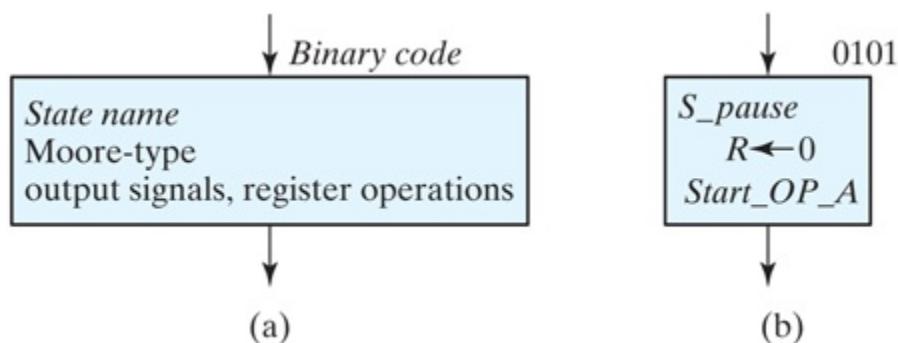 Binary code
State name
Moore-type
output signals, register operations
(a)
0101
S_pause
R←0
Start_OP_A
(b)